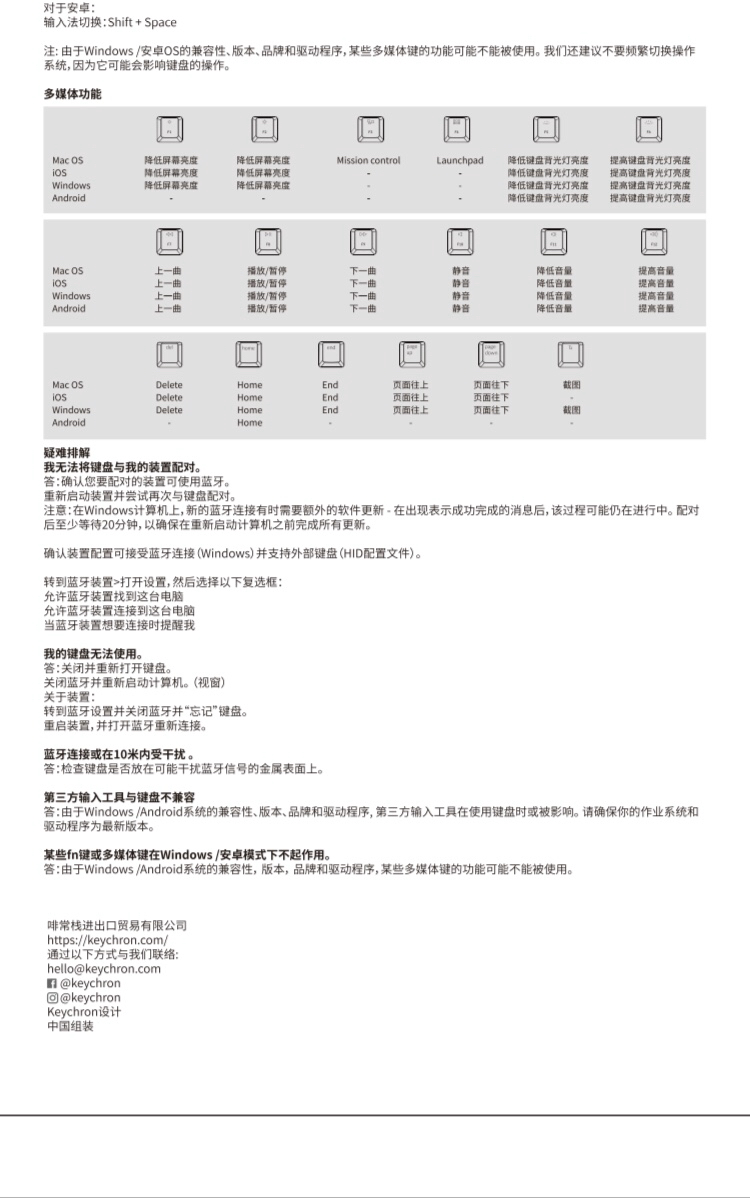 对于安卓：
输入法切换：Shift + Space
注: 由于Windows /安卓OS的兼容性、版本、品牌和驱动程序，某些多媒体键的功能可能不能被使用。我们还建议不要频繁切换操作
系统，因为它可能会影响键盘的操作。
多媒体功能
F1 F2 F3 F4 F5 F6
Mac OS 降低屏幕亮度 降低屏幕亮度 Mission control Launchpad 降低键盘背光灯亮度 提高键盘背光灯亮度
iOS 降低屏幕亮度 降低屏幕亮度 - - 降低键盘背光灯亮度 提高键盘背光灯亮度
Windows 降低屏幕亮度 降低屏幕亮度 - - 降低键盘背光灯亮度 提高键盘背光灯亮度
Android - - - - 降低键盘背光灯亮度 提高键盘背光灯亮度
F7 F8 F9 F10 F11 F12
Mac OS 上一曲 播放/暂停 下一曲 静音 降低音量 提高音量
iOS 上一曲 播放/暂停 下一曲 静音 降低音量 提高音量
Windows 上一曲 播放/暂停 下一曲 静音 降低音量 提高音量
Android 上一曲 播放/暂停 下一曲 静音 降低音量 提高音量
del home end page up page down
Mac OS Delete Home End 页面往上 页面往下 截图
iOS Delete Home End 页面往上 页面往下 -
Windows Delete Home End 页面往上 页面往下 截图
Android - Home - - - -
疑难排解
我无法将键盘与我的装置配对。
答：确认您要配对的装置可使用蓝牙。
重新启动装置并尝试再次与键盘配对。
注意：在Windows计算机上，新的蓝牙连接有时需要额外的软件更新 - 在出现表示成功完成的消息后，该过程可能仍在进行中。配对
后至少等待20分钟，以确保在重新启动计算机之前完成所有更新。
确认装置配置可接受蓝牙连接（Windows）并支持外部键盘（HID配置文件）。
转到蓝牙装置>打开设置，然后选择以下复选框：
允许蓝牙装置找到这台电脑
允许蓝牙装置连接到这台电脑
当蓝牙装置想要连接时提醒我
我的键盘无法使用。
答：关闭并重新打开键盘。
关闭蓝牙并重新启动计算机。（视窗）
关于装置：
转到蓝牙设置并关闭蓝牙并“忘记”键盘。
重启装置，并打开蓝牙重新连接。
蓝牙连接或在10米内受干扰 。
答：检查键盘是否放在可能干扰蓝牙信号的金属表面上。
第三方输入工具与键盘不兼容
答：由于Windows /Android系统的兼容性、版本、品牌和驱动程序, 第三方输入工具在使用键盘时或被影响。请确保你的作业系统和
驱动程序为最新版本。
某些fn键或多媒体键在Windows /安卓模式下不起作用。
答：由于Windows /Android系统的兼容性，版本，品牌和驱动程序，某些多媒体键的功能可能不能被使用。
啡常栈进出口贸易有限公司
https://keychron.com/
通过以下方式与我们联络:
hello@keychron.com
@keychron
@keychron
Keychron设计
中国组装